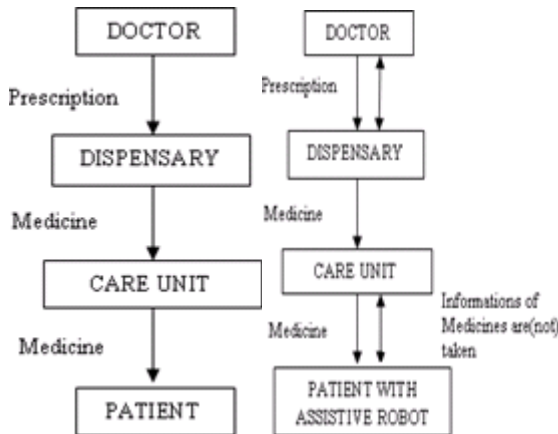 DOCTOR
Prescription
DISPENSARY
Medicine
CARE UNIT
Medicine
PATIENT
DOCTOR
Prescription
DISPENSARY
Medicine
CARE UNIT
Medicine
Informations of
Medicines are(not)
taken
PATIENT WITH
ASSISTIVE ROBOT